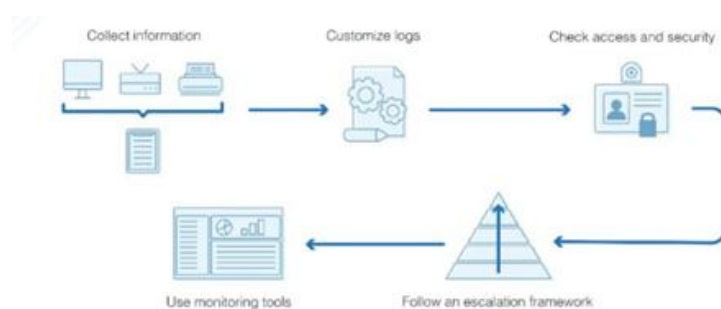 Collect information
Customize logs
Check access and security
Follow an escalation framework
Use monitoring tools